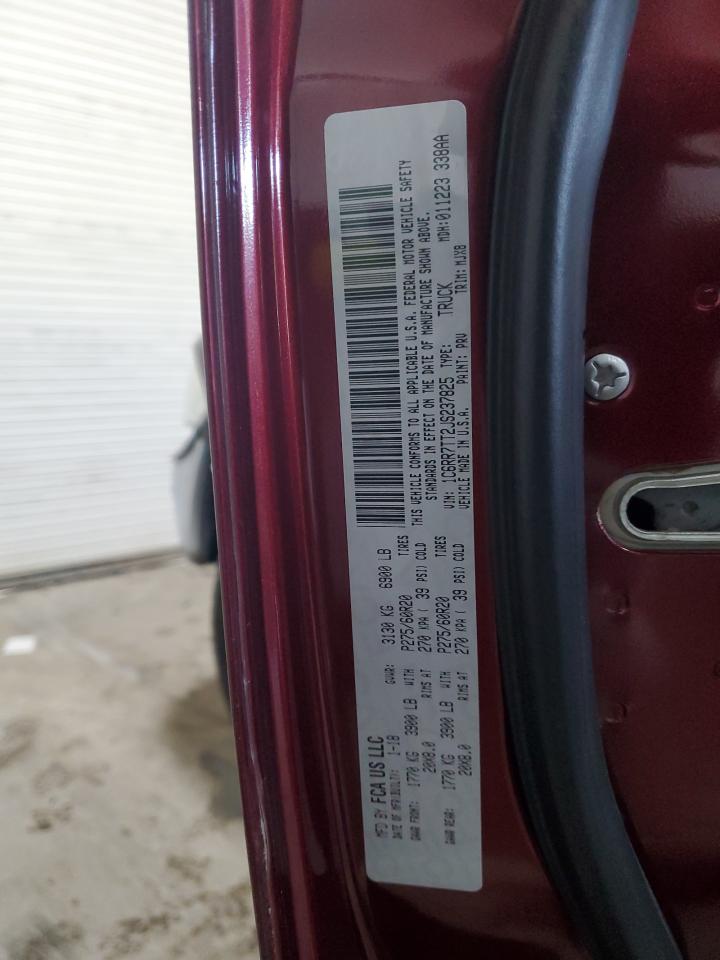 MFD BY FCA US LLC
DATE OF MFR(BUILT): 1-18 GVWR: 3130 KG 6900 LB
GAWR FRONT: 1770 KG 3900 LB WITH P275/60R20 TIRES
20X8.0 RIMS AT 270 KPA ( 39 PSI) COLD
GAWR REAR: 1770 KG 3900 LB WITH P275/60R20 TIRES
20X8.0 RIMS AT 270 KPA ( 39 PSI) COLD
THIS VEHICLE CONFORMS TO ALL APPLICABLE U.S.A. FEDERAL MOTOR VEHICLE SAFETY
STANDARDS IN EFFECT ON THE DATE OF MANUFACTURE SHOWN ABOVE.
VIN: 1C6RR7TT2JS237825 TYPE: TRUCK MDH:011223 338AA
VEHICLE MADE IN U.S.A. PAINT: PRV TRIM: MJX8